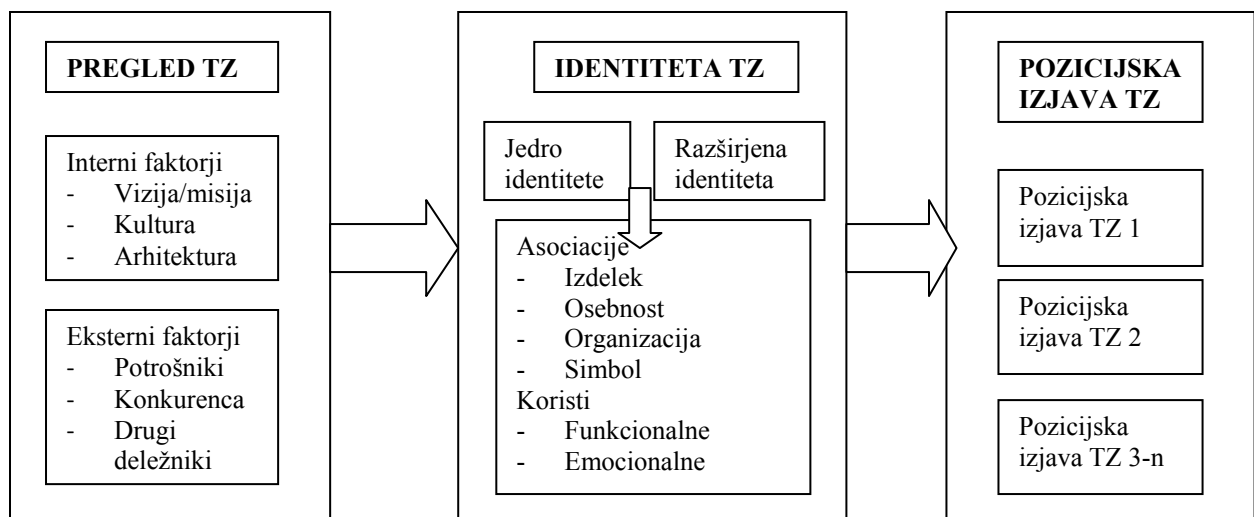 PREGLED TZ
Interni faktorji
- Vizija/misija
- Kultura
- Arhitektura
Eksterni faktorji
- Potrošniki
- Konkurenca
- Drugi
deležniki
IDENTITETA TZ
Jedro
identitete
Razširjena
identiteta
Asociacije
- Izdelek
- Osebnost
- Organizacija
- Simbol
Koristi
- Funkcionalne
- Emocionalne
POZICIJSKA
IZJAVA TZ
Pozicijska
izjava TZ 1
Pozicijska
izjava TZ 2
Pozicijska
izjava TZ 3-n